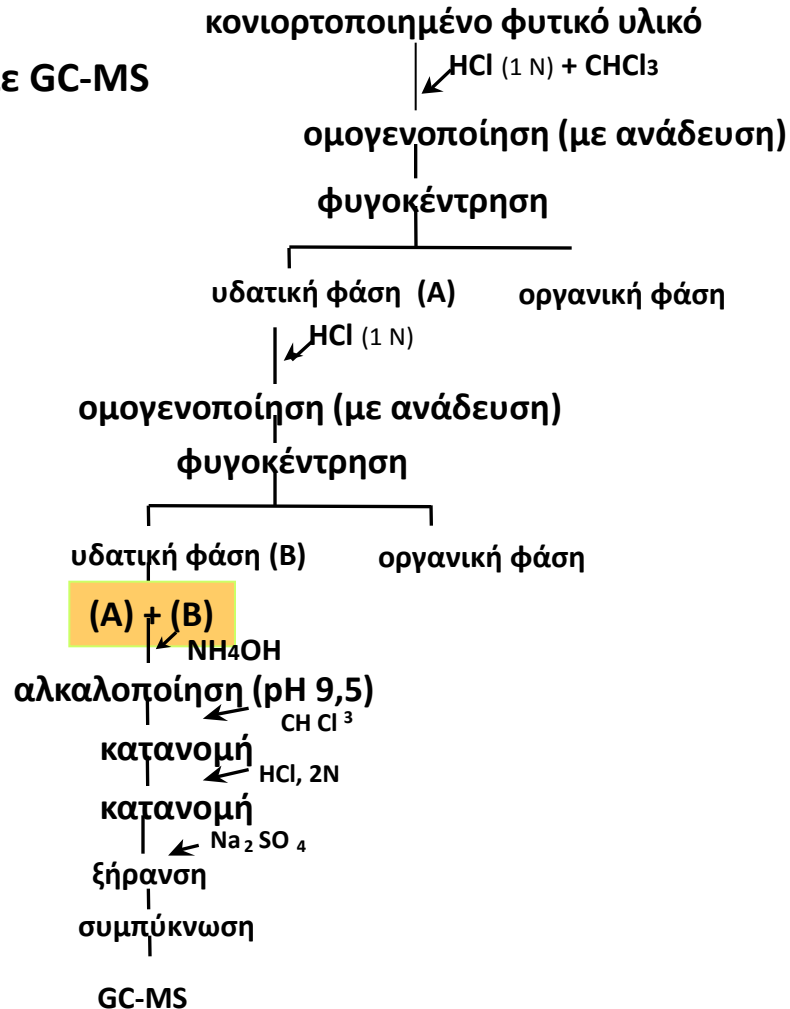 κονιορτοποιημένο φυτικό υλικό
ε GC-MS
HCl (1 N) + CHCl3
ομογενοποίηση (με ανάδευση)
φυγοκέντρηση
υδατική φάση (Α) οργανική φάση
HCl (1 N)
ομογενοποίηση (με ανάδευση)
φυγοκέντρηση
υδατική φάση (Β) οργανική φάση
(Α) + (Β)
NH4OH
αλκαλοποίηση (pH 9,5)
CH Cl 3
κατανομή
HCl, 2N
κατανομή
Na2 SO 4
ξήρανση
συμπύκνωση
GC-MS